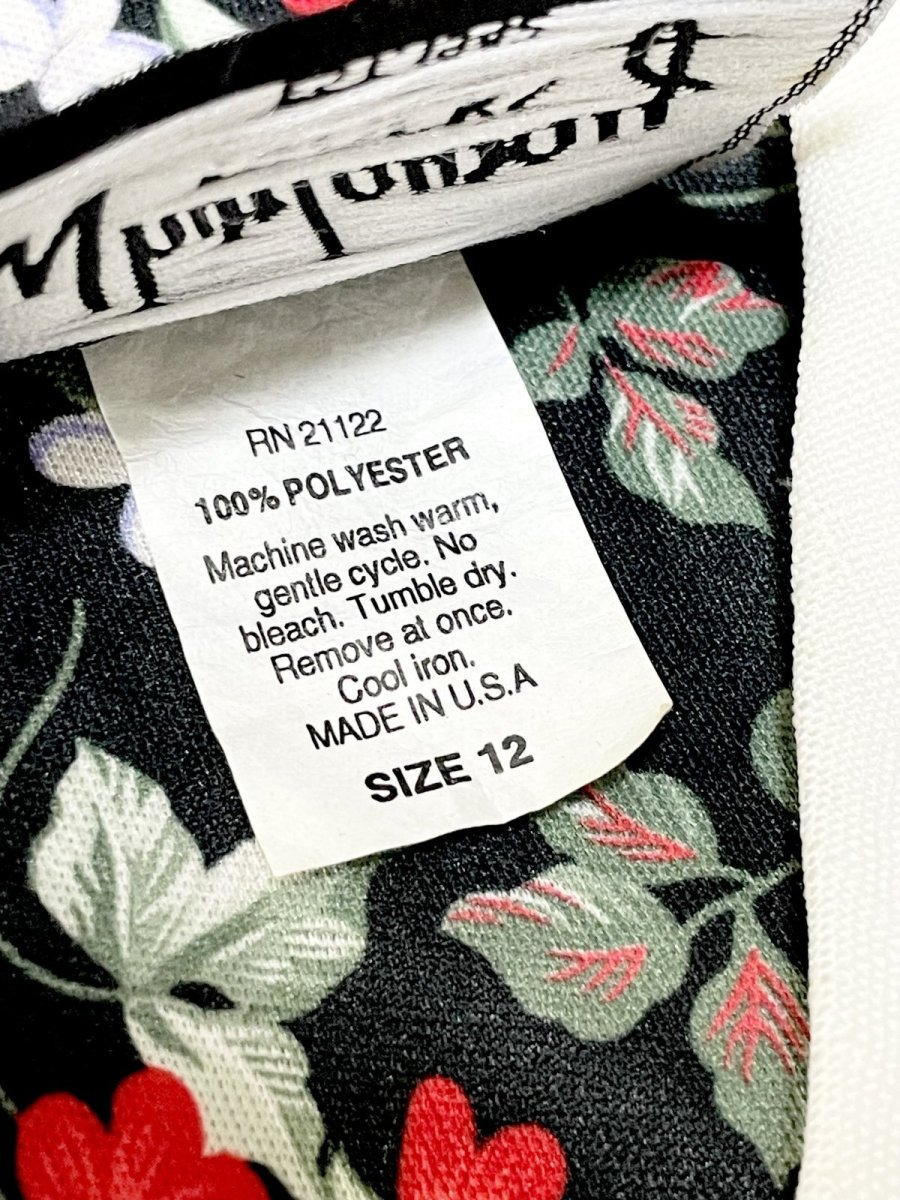 RN 21122
100% POLYESTER
Machine wash warm,
gentle cycle. No
bleach. Tumble dry.
Remove at once.
Cool iron.
MADE IN U.S.A
SIZE 12